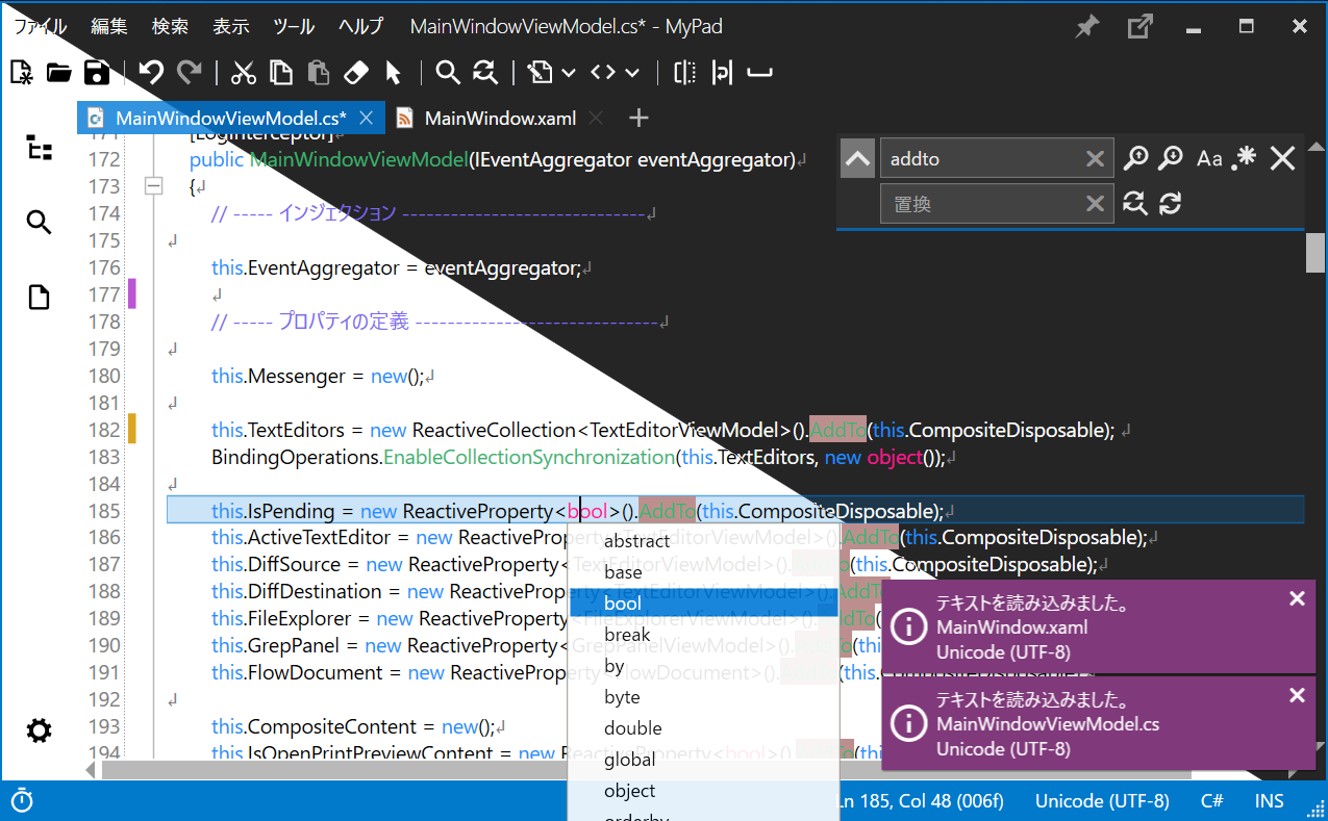 ファイル 編集 検索 表示 ツール ヘルプ MainWindowViewModel.cs* - MyPad
MainWindowViewModel.cs* MainWindow.xaml
171 [LogInterceptor]
172 public MainWindowViewModel(IEventAggregator eventAggregator)
addto
Aa
173 {
置換
174 // ----- インジェクション ------------------------------
175
176 this.EventAggregator = eventAggregator;
177
178 // ----- プロパティの定義 ------------------------------
179
180 this.Messenger = new();
181
182 this.TextEditors = new ReactiveCollection<TextEditorViewModel>().AddTo(this.CompositeDisposable);
183 BindingOperations.EnableCollectionSynchronization(this.TextEditors, new object());
184
185 this.IsPending = new ReactiveProperty<bool>().AddTo(this.CompositeDisposable);
186 this.ActiveTextEditor = new ReactiveProperty<TextEditorViewModel>().AddTo(this.CompositeDisposable);
187 this.DiffSource = new ReactiveProperty<TextEditorViewModel>().AddTo(this.CompositeDisposable);
188 this.DiffDestination = new ReactiveProperty<TextEditorViewModel>().AddTo
189 this.FileExplorer = new ReactiveProperty<FileExplorerViewModel>().AddTo(
190 this.GrepPanel = new ReactiveProperty<GrepPanelViewModel>().AddTo(thi
191 this.FlowDocument = new ReactiveProperty<FlowDocument>().AddTo(this.CompositeDisposable);
192
193 this.CompositeContent = new();
194 this.IsOpenPrintPreviewContent = new ReactiveProperty<bool>().AddTo(thi
abstract
base
bool
break
by
byte
double
global
object
orderby
テキストを読み込みました。
MainWindow.xaml
Unicode (UTF-8)
テキストを読み込みました。
MainWindowViewModel.cs
Unicode (UTF-8)
Ln 185, Col 48 (006f) Unicode (UTF-8) C# INS